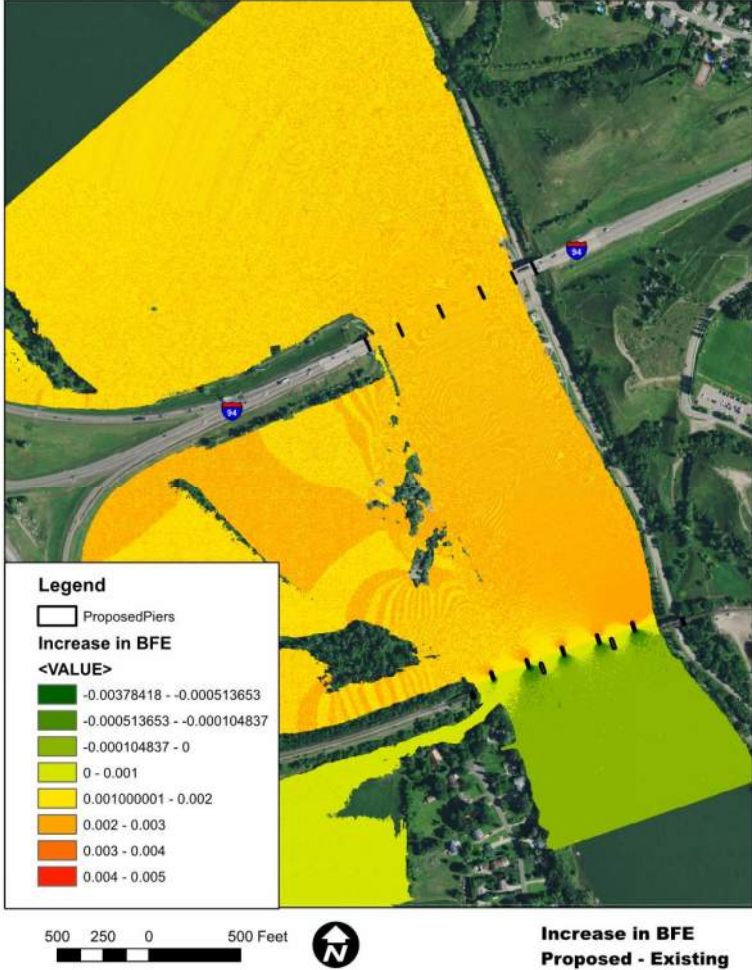 94
94
Legend
ProposedPiers
Increase in BFE
<VALUE>
-0.00378418 - -0.000513653
-0.000513653 - -0.000104837
-0.000104837 - 0
0 - 0.001
0.001000001 - 0.002
0.002 - 0.003
0.003 - 0.004
0.004 - 0.005
500 250 0 500 Feet
N
Increase in BFE
Proposed - Existing